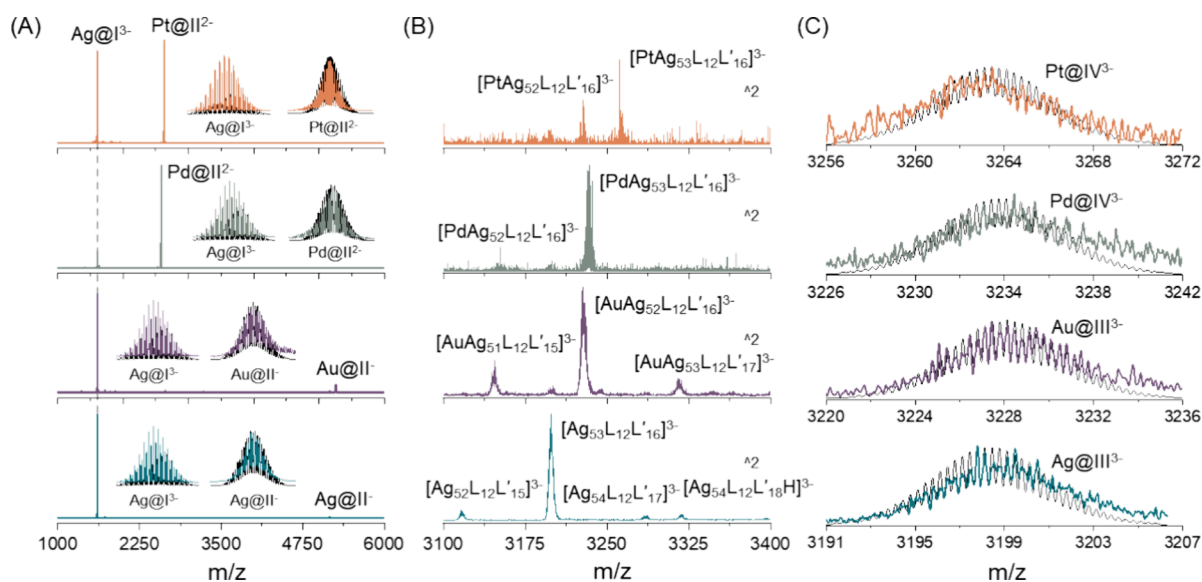 (A)
Ag@I³⁻
Pt@II²⁻
Ag@I³⁻
Pt@II²⁻
Pd@II²⁻
Ag@I³⁻
Pd@II²⁻
Ag@I³⁻
Au@II⁻
Au@II⁻
Ag@I³⁻
Ag@II⁻
Ag@II⁻
1000 2250 3500 4750 6000
m/z
(B)
[PtAg₅₂L₁₂L′₁₆]³⁻
[PtAg₅₃L₁₂L′₁₆]³⁻
^2
[PdAg₅₃L₁₂L′₁₆]³⁻
^2
[PdAg₅₂L₁₂L′₁₆]³⁻
[AuAg₅₂L₁₂L′₁₆]³⁻
[AuAg₅₁L₁₂L′₁₅]³⁻
^2
[AuAg₅₃L₁₂L′₁₇]³⁻
[Ag₅₃L₁₂L′₁₆]³⁻
^2
[Ag₅₂L₁₂L′₁₅]³⁻
[Ag₅₄L₁₂L′₁₇]³⁻
[Ag₅₄L₁₂L′₁₈H]³⁻
3100 3175 3250 3325 3400
m/z
(C)
Pt@IV³⁻
3256 3260 3264 3268 3272
Pd@IV³⁻
3226 3230 3234 3238 3242
Au@III³⁻
3220 3224 3228 3232 3236
Ag@III³⁻
3191 3195 3199 3203 3207
m/z